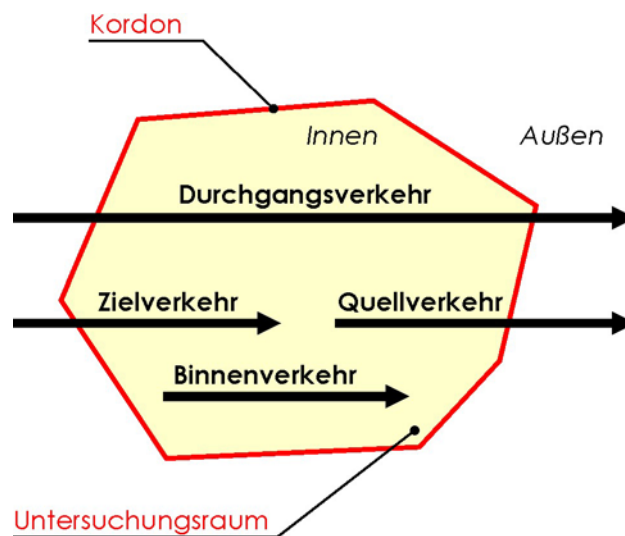 Kordon
Innen
Außen
Durchgangsverkehr
Zielverkehr
Quellverkehr
Binnenverkehr
Untersuchungsraum